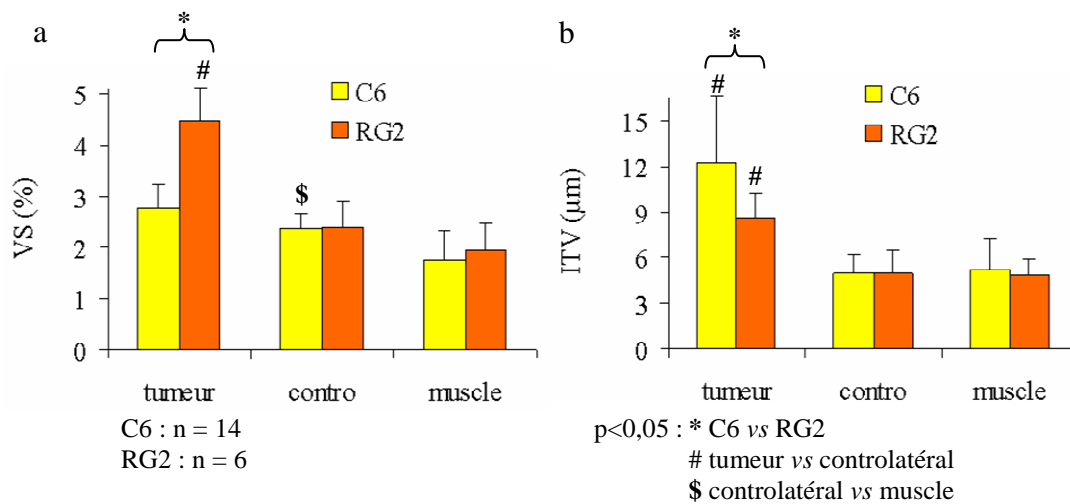 a
*
#
C6
RG2
$
VS (%)
5
4
3
2
1
0
tumeur contro muscle
C6 : n = 14
RG2 : n = 6
b
*
#
#
C6
RG2
ITV (µm)
15
12
9
6
3
0
tumeur contro muscle
p<0,05 : * C6 vs RG2
# tumeur vs controlatéral
$ controlatéral vs muscle